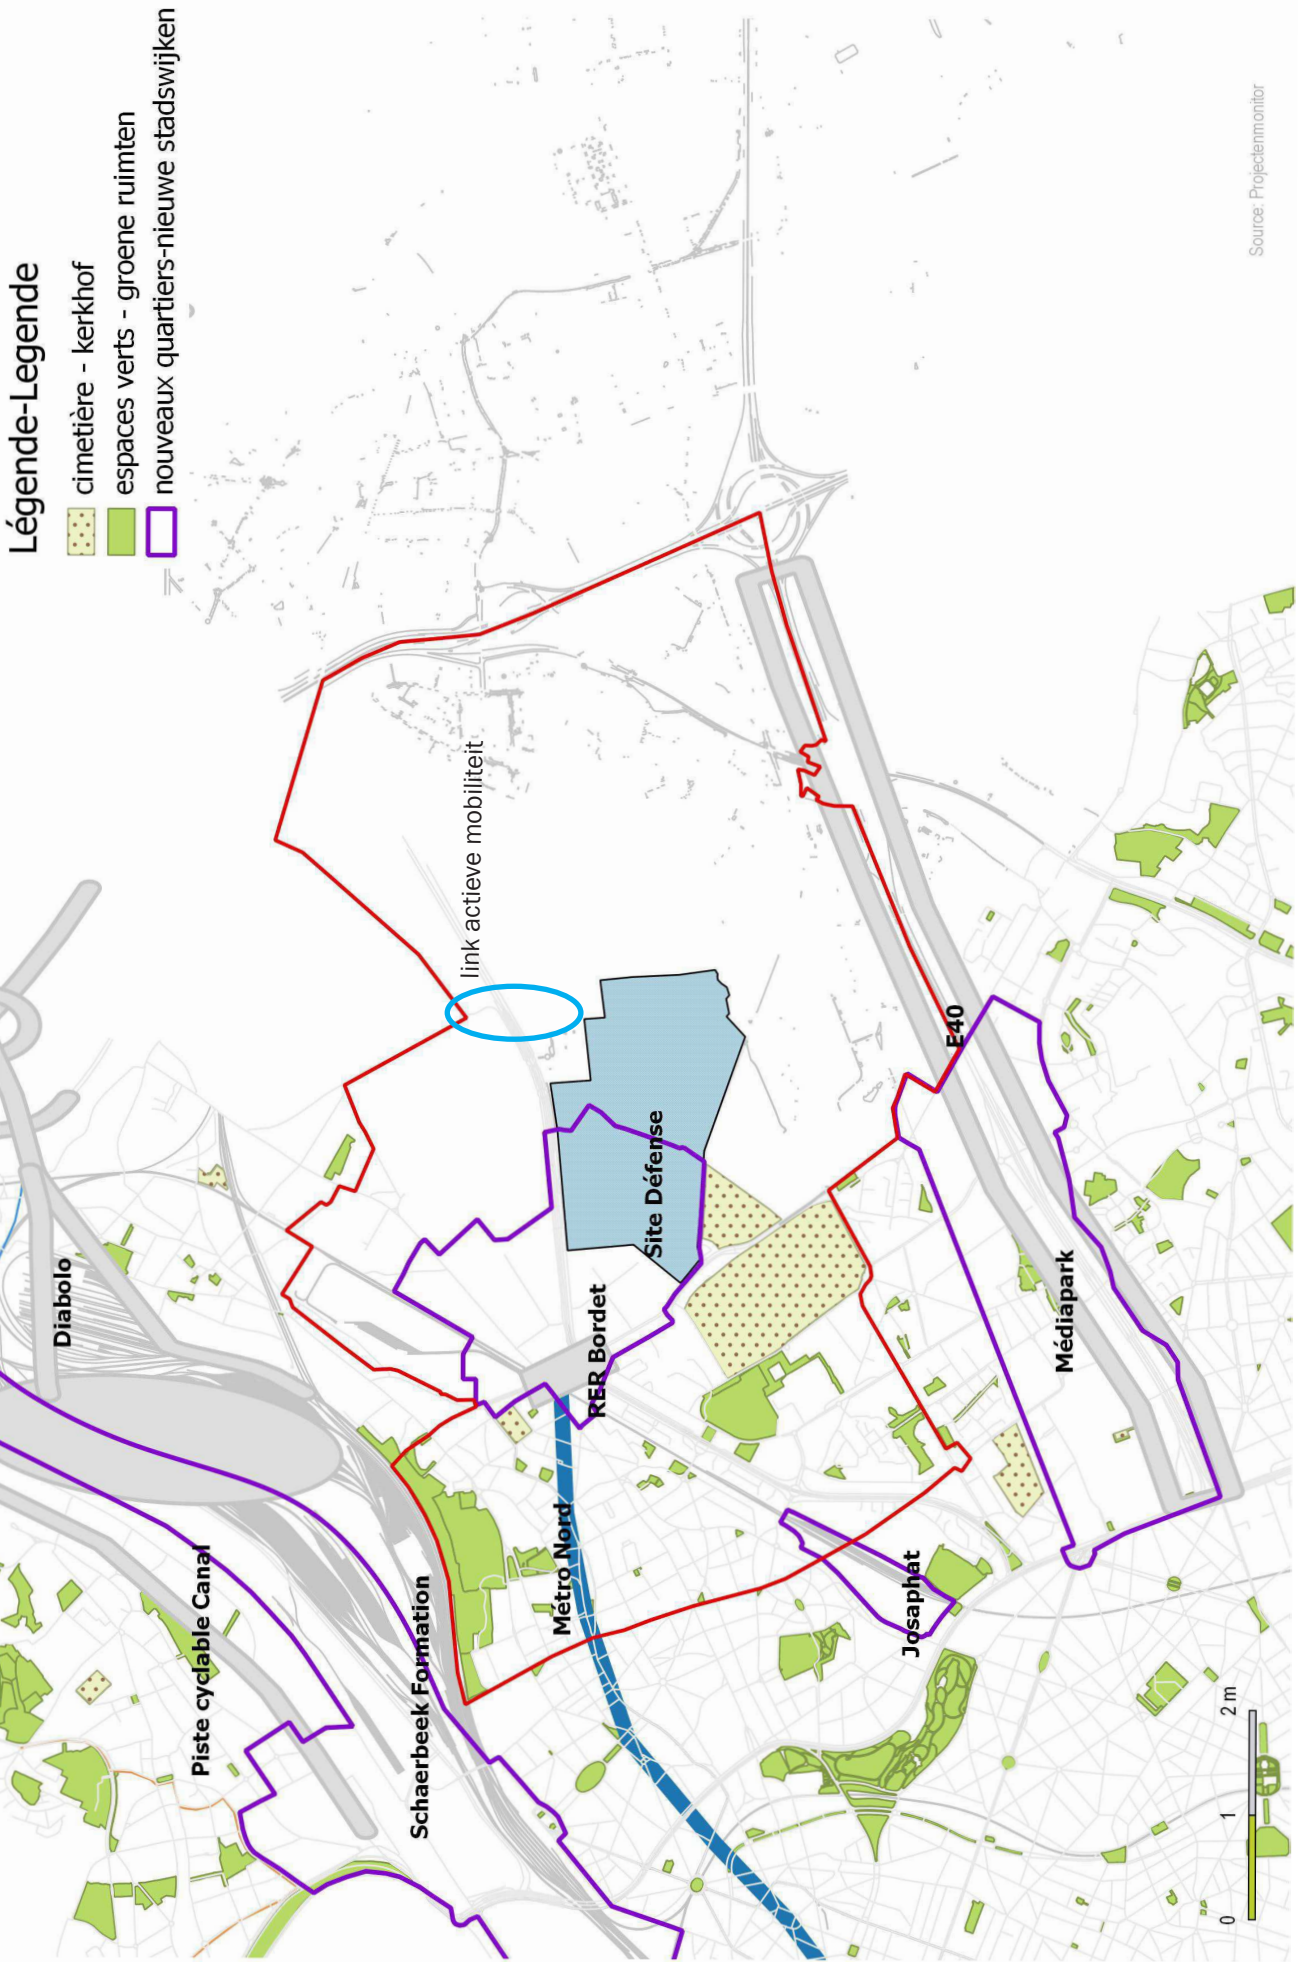 Légende-Legende
cimetière - kerkhof
espaces verts - groene ruimten
nouveaux quartiers-nieuwe stadswijken
Diabolo
Piste cyclable Canal
Schaerbeek Formation
link actieve mobiliteit
Métro Nord
RER Bordet
Site Défense
Josaphat
E40
Médiapark
0 1 2 m
Source: Projectenmonitor